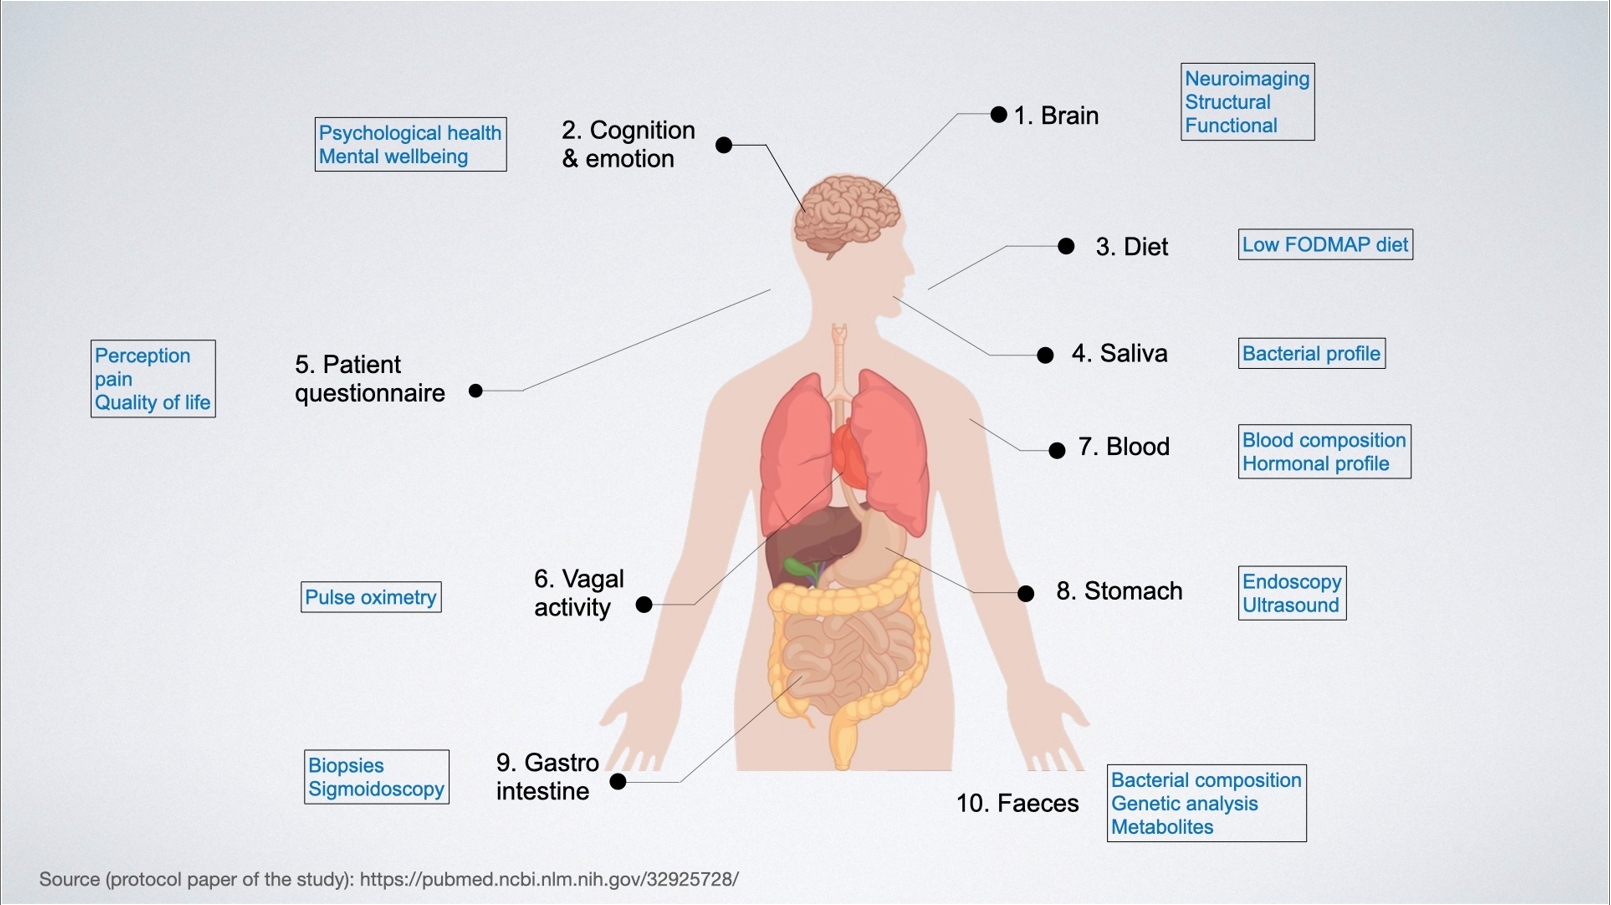 1. Brain
Neuroimaging
Structural
Functional
2. Cognition
& emotion
Psychological health
Mental wellbeing
3. Diet
Low FODMAP diet
4. Saliva
Bacterial profile
5. Patient
questionnaire
Perception
pain
Quality of life
6. Vagal
activity
Pulse oximetry
7. Blood
Blood composition
Hormonal profile
8. Stomach
Endoscopy
Ultrasound
9. Gastro
intestine
Biopsies
Sigmoidoscopy
10. Faeces
Bacterial composition
Genetic analysis
Metabolites
Source (protocol paper of the study): https://pubmed.ncbi.nlm.nih.gov/32925728/